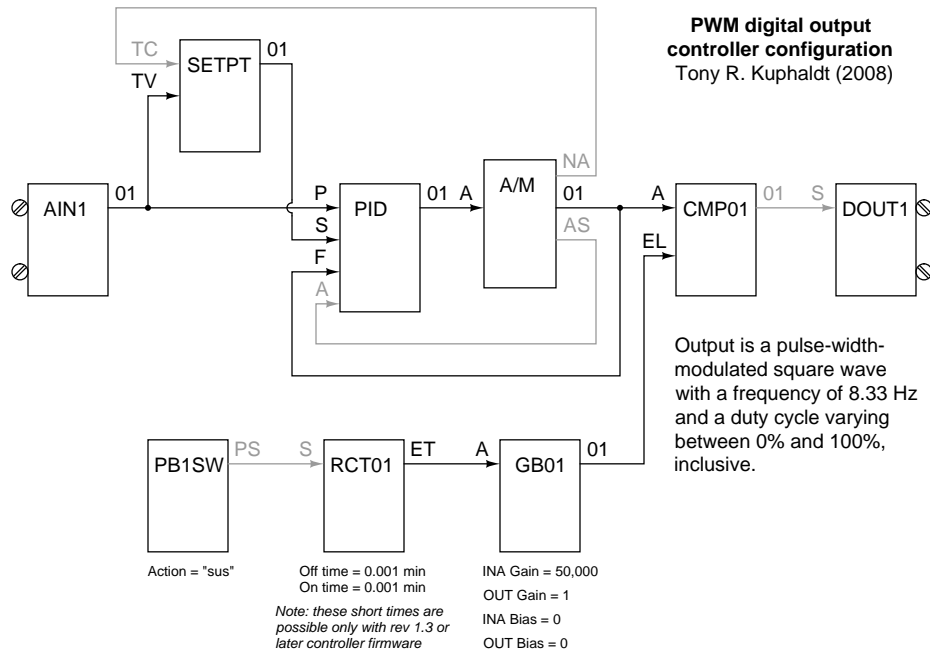 PWM digital output
controller configuration
Tony R. Kuphaldt (2008)
TC
01
SETPT
TV
NA
AIN1
01
P
S
F
A
PID
01
A
A/M
01
AS
A
EL
CMP01
01
S
DOUT1
Output is a pulse-width-
modulated square wave
with a frequency of 8.33 Hz
and a duty cycle varying
between 0% and 100%,
inclusive.
PB1SW
PS
S
RCT01
ET
A
GB01
01
Action = "sus"
Off time = 0.001 min
On time = 0.001 min
Note: these short times are
possible only with rev 1.3 or
later controller firmware
INA Gain = 50,000
OUT Gain = 1
INA Bias = 0
OUT Bias = 0